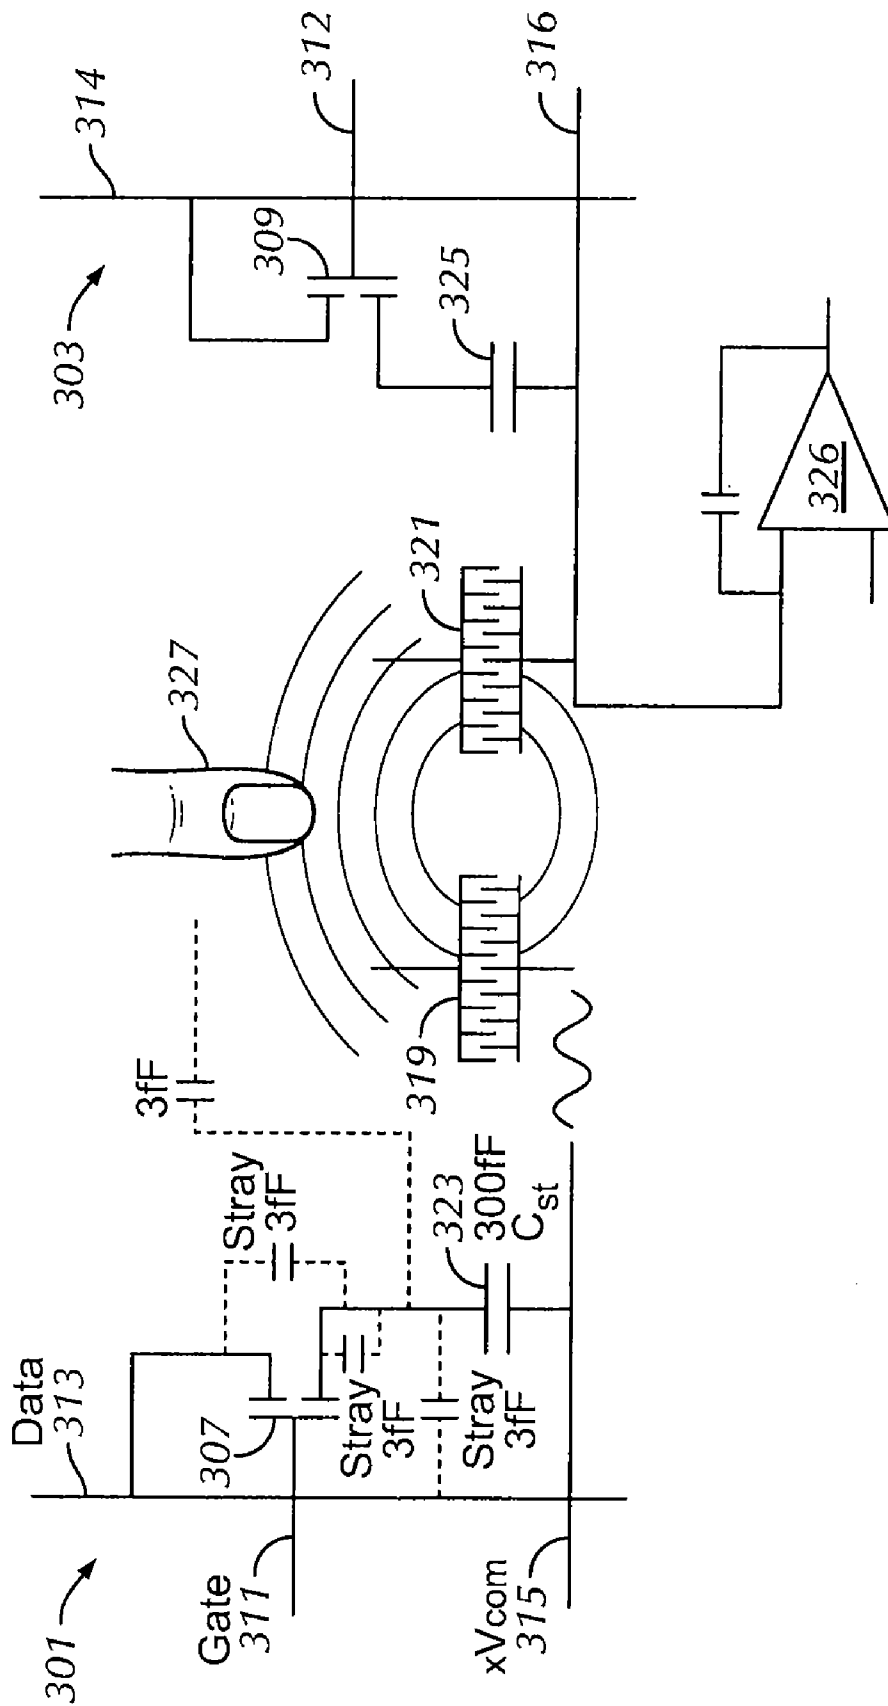 301
Data
313
Gate
311
307
xVcom
315
Stray
3fF
Stray
3fF
Stray
3fF
323
300fF
Cst
3fF
319
327
321
303
314
309
312
325
316
326